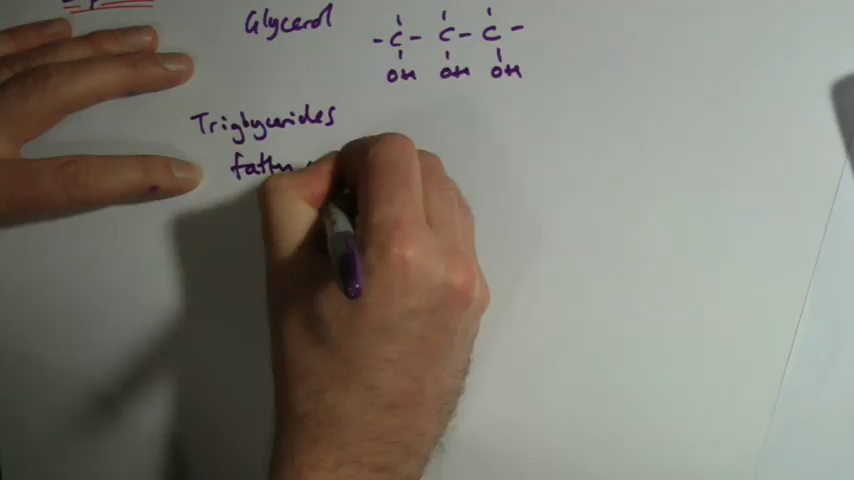 Glycerol
- C - C - C -
OH OH OH
Triglycerides
fatty